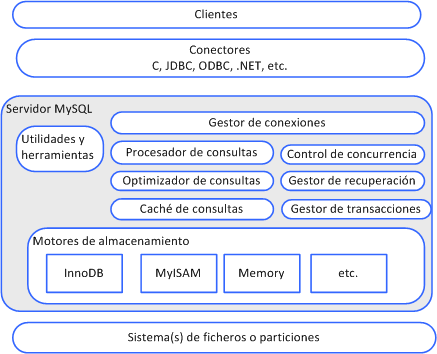 Clientes
Conectores
C, JDBC, ODBC, .NET, etc.
Servidor MySQL
Utilidades y
herramientas
Gestor de conexiones
Procesador de consultas
Control de concurrencia
Optimizador de consultas
Gestor de recuperación
Caché de consultas
Gestor de transacciones
Motores de almacenamiento
InnoDB
MyISAM
Memory
etc.
Sistema(s) de ficheros o particiones